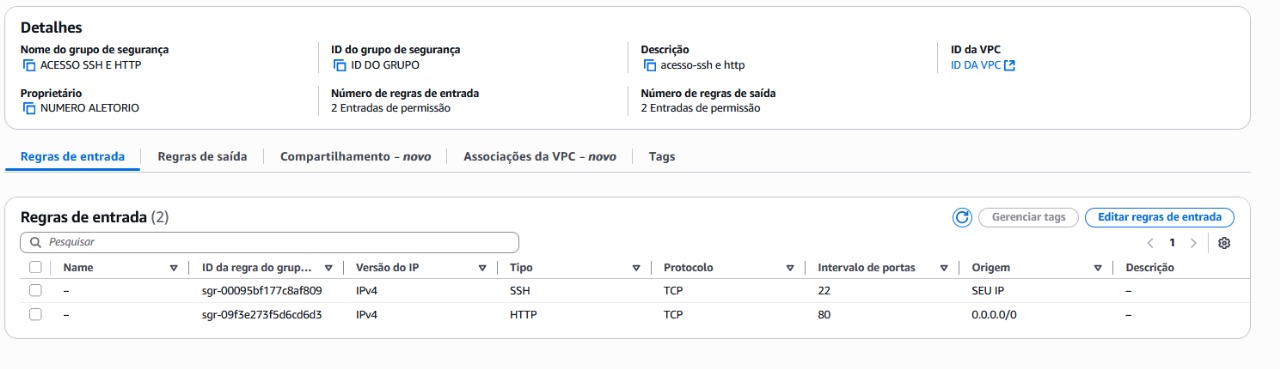 Detalhes
Nome do grupo de segurança
ACESSO SSH E HTTP
ID do grupo de segurança
ID DO GRUPO
Descrição
acesso-ssh e http
ID da VPC
ID DA VPC
Proprietário
NUMERO ALETORIO
Número de regras de entrada
2 Entradas de permissão
Número de regras de saída
2 Entradas de permissão
Regras de entrada Regras de saída Compartilhamento – novo Associações da VPC – novo Tags
Regras de entrada (2)
Gerenciar tags Editar regras de entrada
Pesquisar
1
Name ID da regra do grup... Versão do IP Tipo Protocolo Intervalo de portas Origem Descrição
– sgr-00095bf177c8af809 IPv4 SSH TCP 22 SEU IP –
– sgr-09f3e273f5d6cd6d3 IPv4 HTTP TCP 80 0.0.0.0/0 –